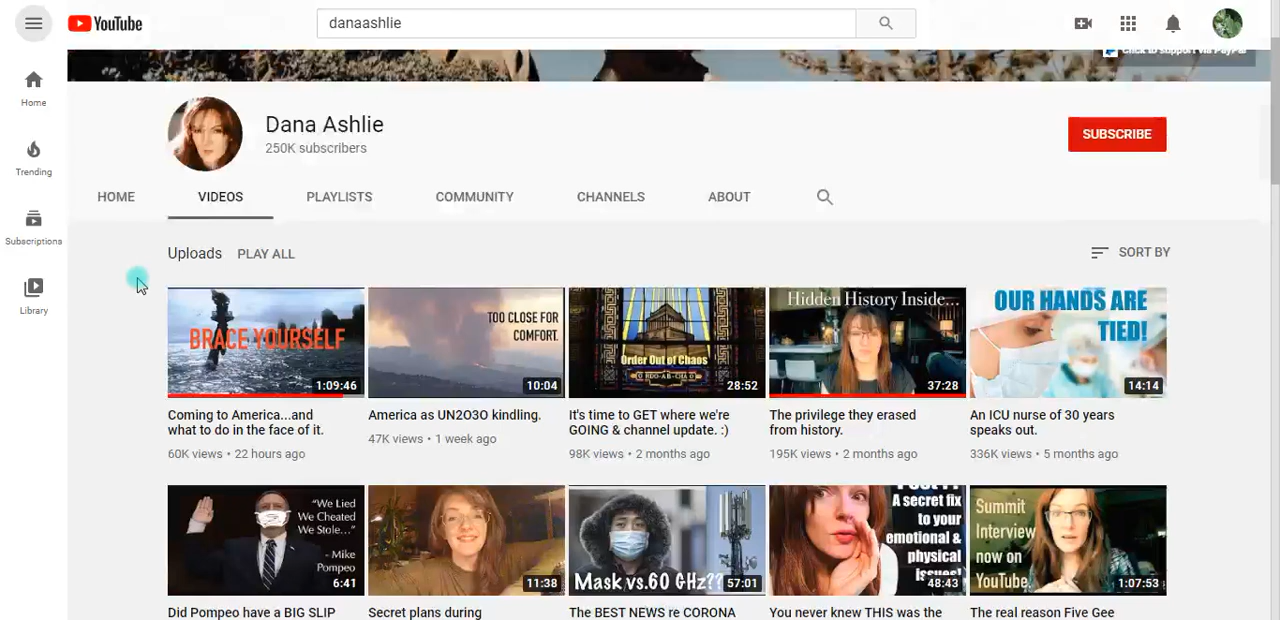 YouTube
danaashlie
Home
Trending
Subscriptions
Library
Click to support via PayPal
Dana Ashlie
250K subscribers
SUBSCRIBE
HOME VIDEOS PLAYLISTS COMMUNITY CHANNELS ABOUT
Uploads PLAY ALL SORT BY
BRACE YOURSELF
1:09:46
TOO CLOSE FOR
COMFORT.
10:04
Order Out of Chaos
28:52
Hidden History Inside...
37:28
OUR HANDS ARE
TIED!
14:14
Coming to America...and
what to do in the face of it.
60K views • 22 hours ago
America as UN2O3O kindling.
47K views • 1 week ago
It's time to GET where we're
GOING & channel update. :)
98K views • 2 months ago
The privilege they erased
from history.
195K views • 2 months ago
An ICU nurse of 30 years
speaks out.
336K views • 5 months ago
"We Lied
We Cheated
We Stole..."
- Mike
Pompeo
6:41
11:38
Mask vs.60 GHz??
57:01
A secret fix
to your
emotional &
physical
Issues!
48:43
Summit
Interview
now on
YouTube.
1:07:53
Did Pompeo have a BIG SLIP
Secret plans during
The BEST NEWS re CORONA
You never knew THIS was the
The real reason Five Gee